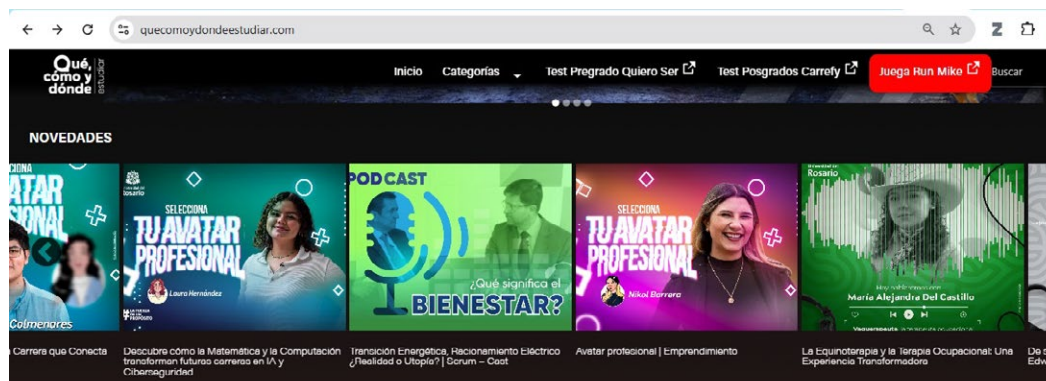 quecomoydondeestudiar.com
Qué,
cómo y
dónde
estudiar
Inicio
Categorías
Test Pregrado Quiero Ser
Test Posgrados Carrefy
Juega Run Mike
Buscar
NOVEDADES
ATAR
Colmenares
Carrera que Conecta
Rosario
SELECCIONA
TU AVATAR
PROFESIONAL
Laura Hernández
Descubre cómo la Matemática y la Computación
transforman futuras carreras en IA y
Ciberseguridad
PODCAST
¿Qué significa el
BIENESTAR?
Transición Energética, Racionamiento Eléctrico
¿Realidad o Utopía? | Scrum – Cast
SELECCIONA
TU AVATAR
PROFESIONAL
Nikol Barrera
Avatar profesional | Emprendimiento
Rosario
María Alejandra Del Castillo
La Equinoterapia y la Terapia Ocupacional: Una
Experiencia Transformadora